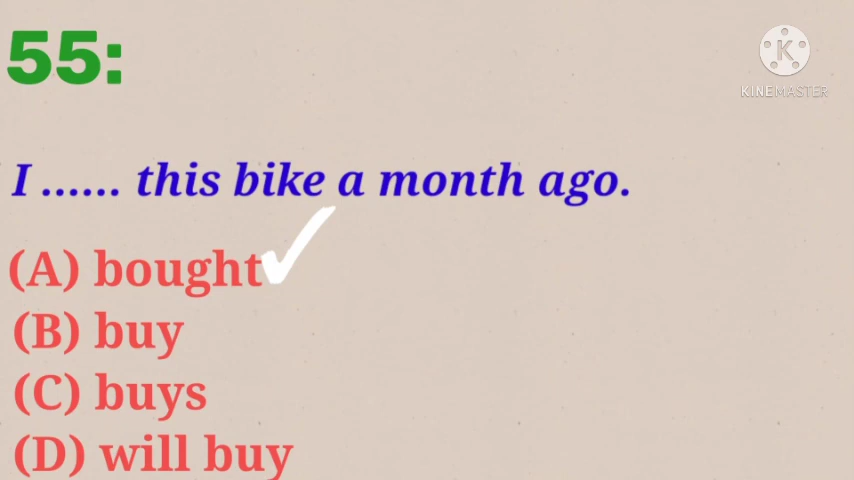 55:
KINEMASTER
I ...... this bike a month ago.
(A) bought
(B) buy
(C) buys
(D) will buy